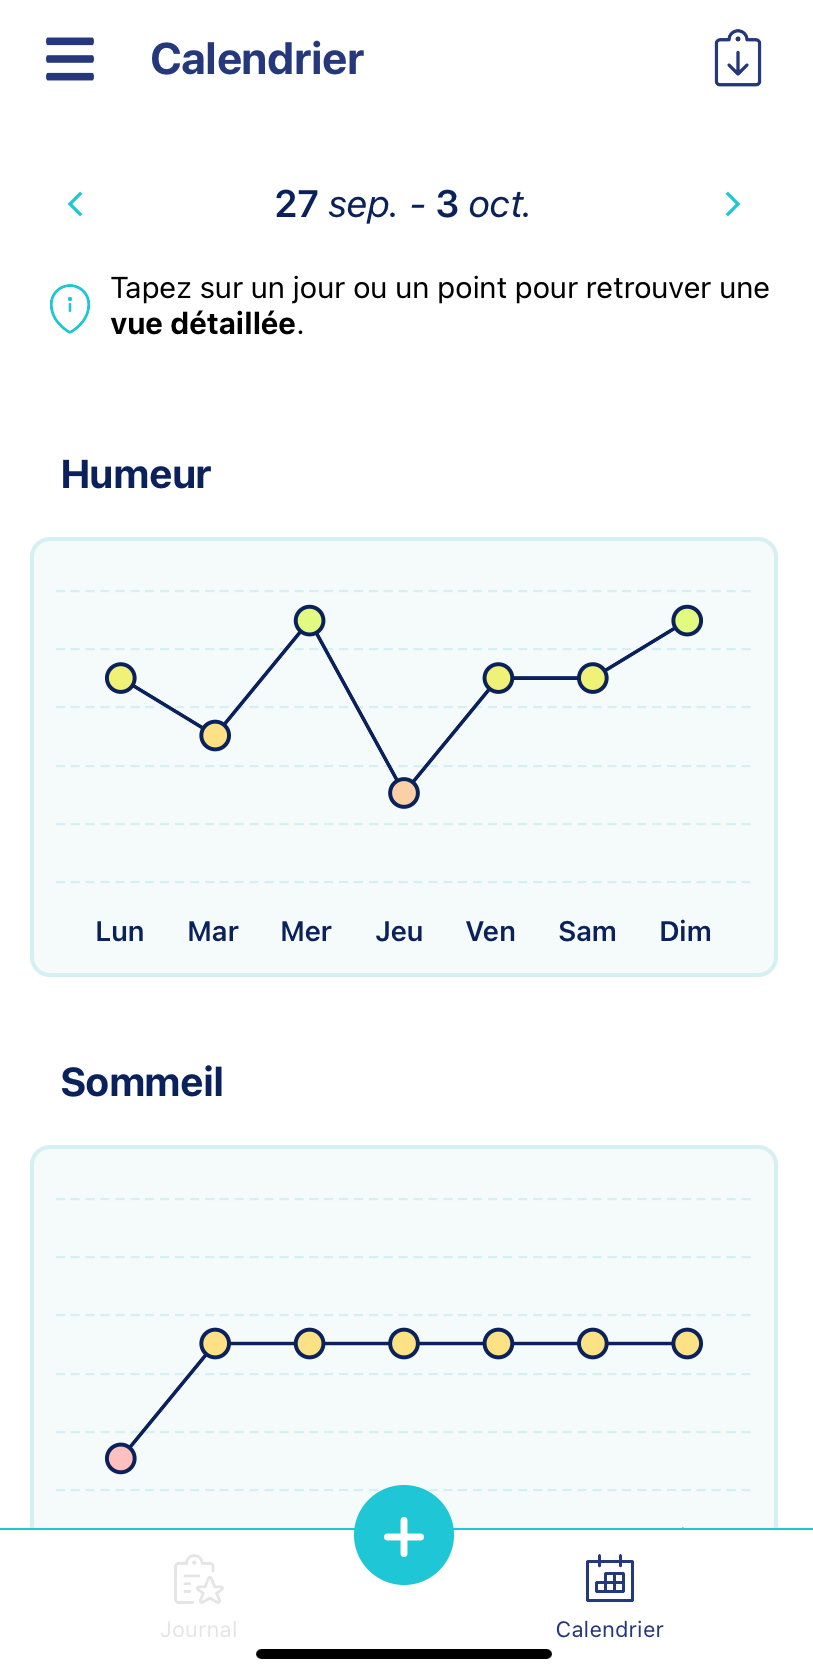 Calendrier
27 sep. - 3 oct.
Tapez sur un jour ou un point pour retrouver une
vue détaillée.
Humeur
Lun Mar Mer Jeu Ven Sam Dim
Sommeil
Journal
Calendrier